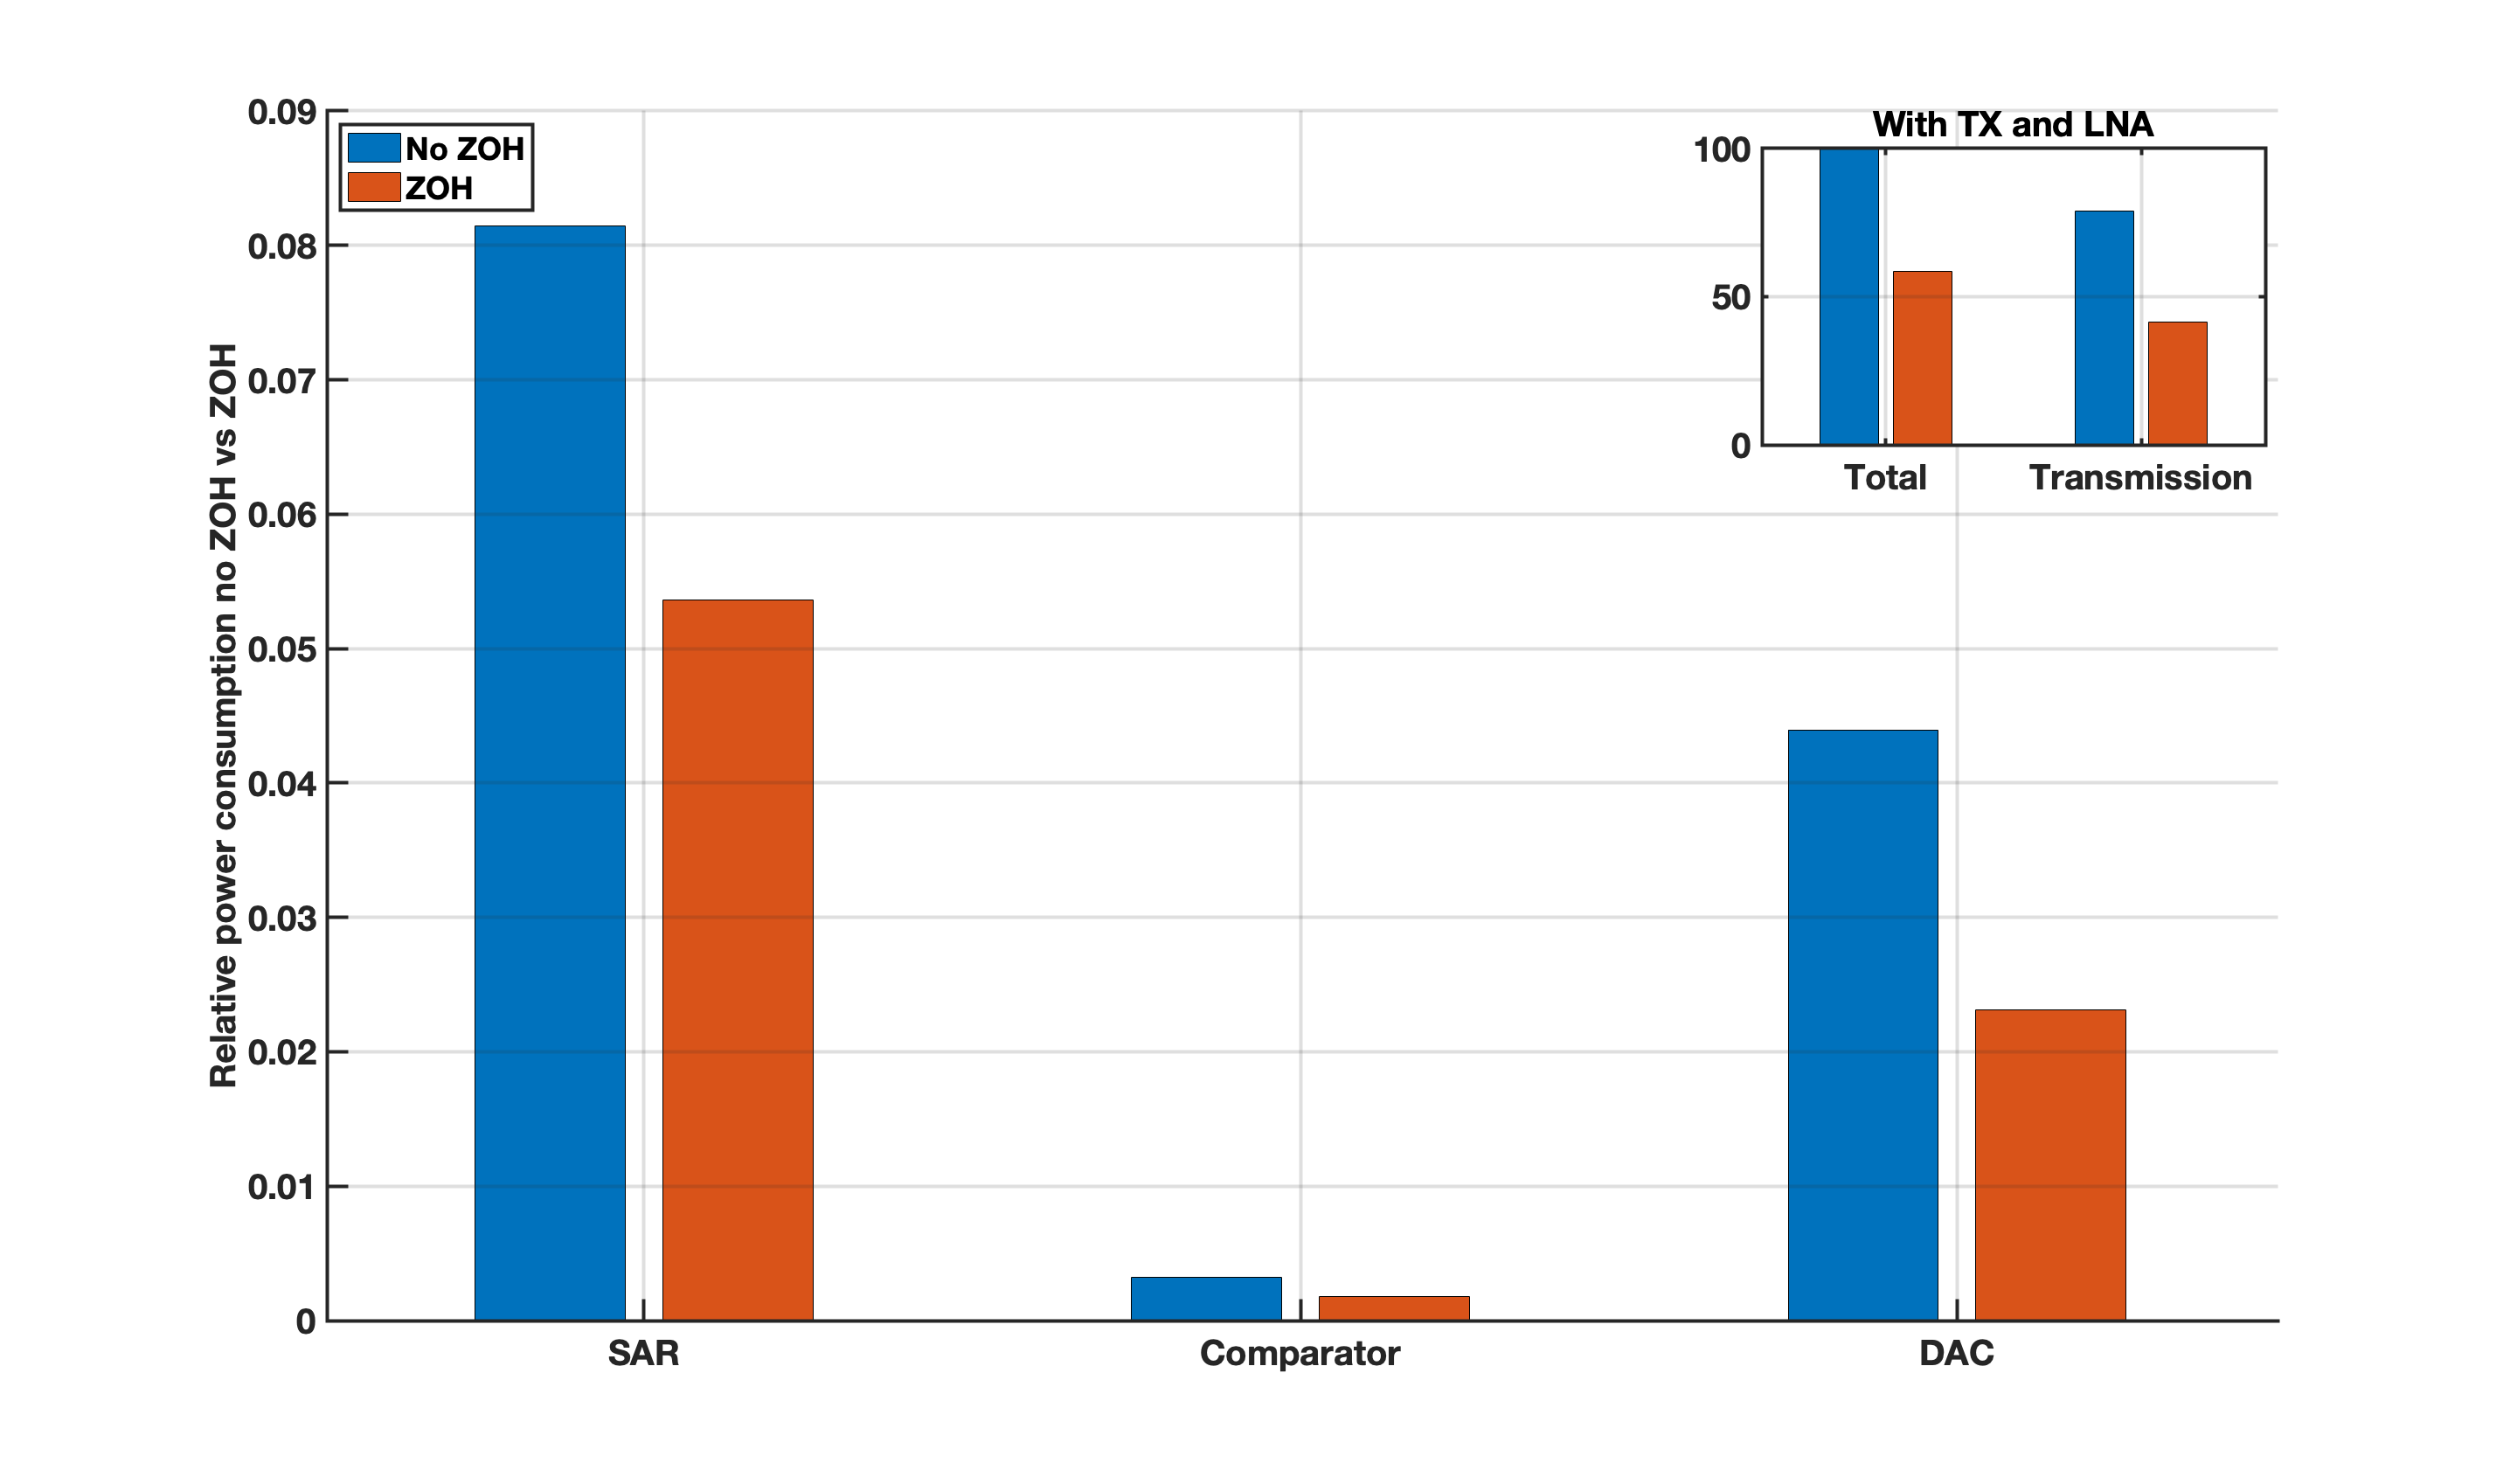 Relative power consumption no ZOH vs ZOH
0.09
0.08
0.07
0.06
0.05
0.04
0.03
0.02
0.01
0
No ZOH
ZOH
SAR
Comparator
DAC
With TX and LNA
100
50
0
Total
Transmission